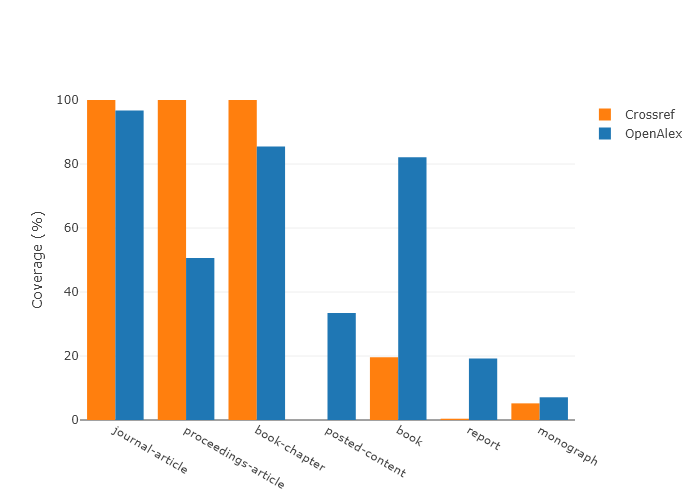 Crossref
OpenAlex
Coverage (%)
100
80
60
40
20
0
journal-article
proceedings-article
book-chapter
posted-content
book
report
monograph